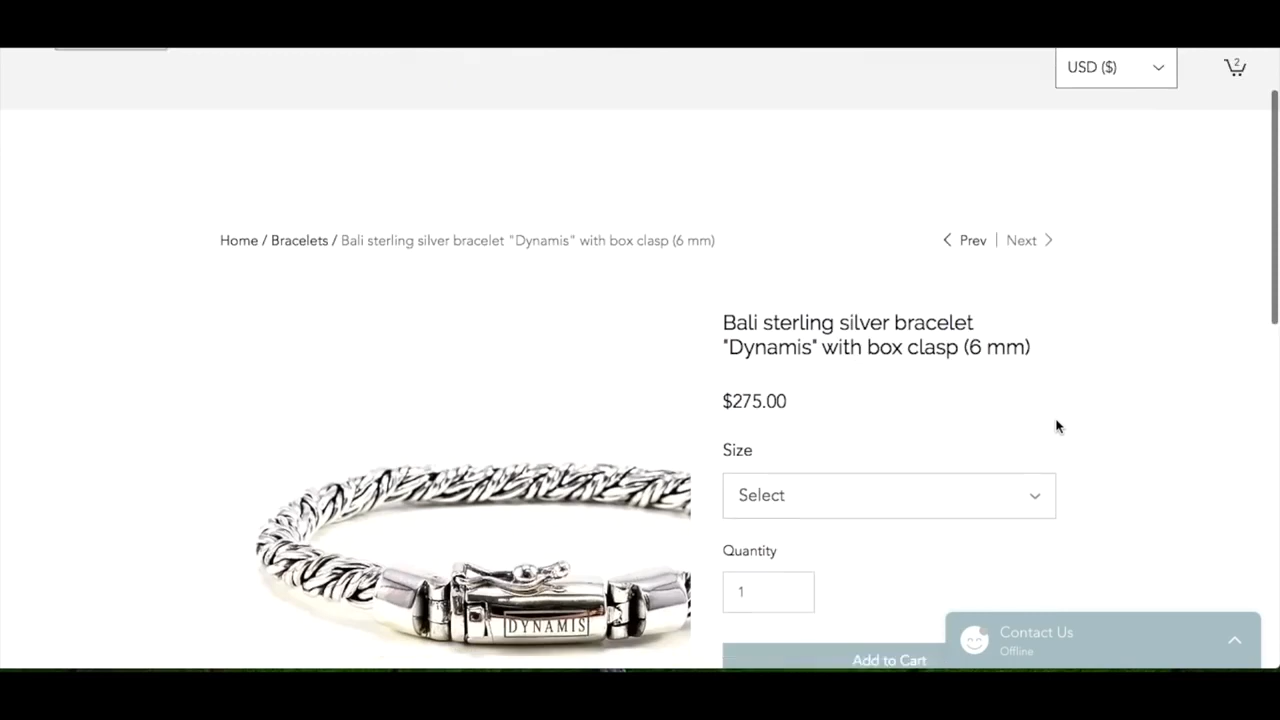 USD ($)
2
Home / Bracelets / Bali sterling silver bracelet "Dynamis" with box clasp (6 mm)
Prev | Next
Bali sterling silver bracelet
"Dynamis" with box clasp (6 mm)
$275.00
Size
Select
Quantity
1
DYNAMIS
Contact Us
Offline
Add to Cart